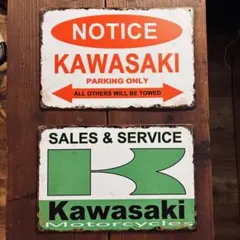 NOTICE
KAWASAKI
PARKING ONLY
ALL OTHERS WILL BE TOWED
SALES & SERVICE
Kawasaki
Motorcycles